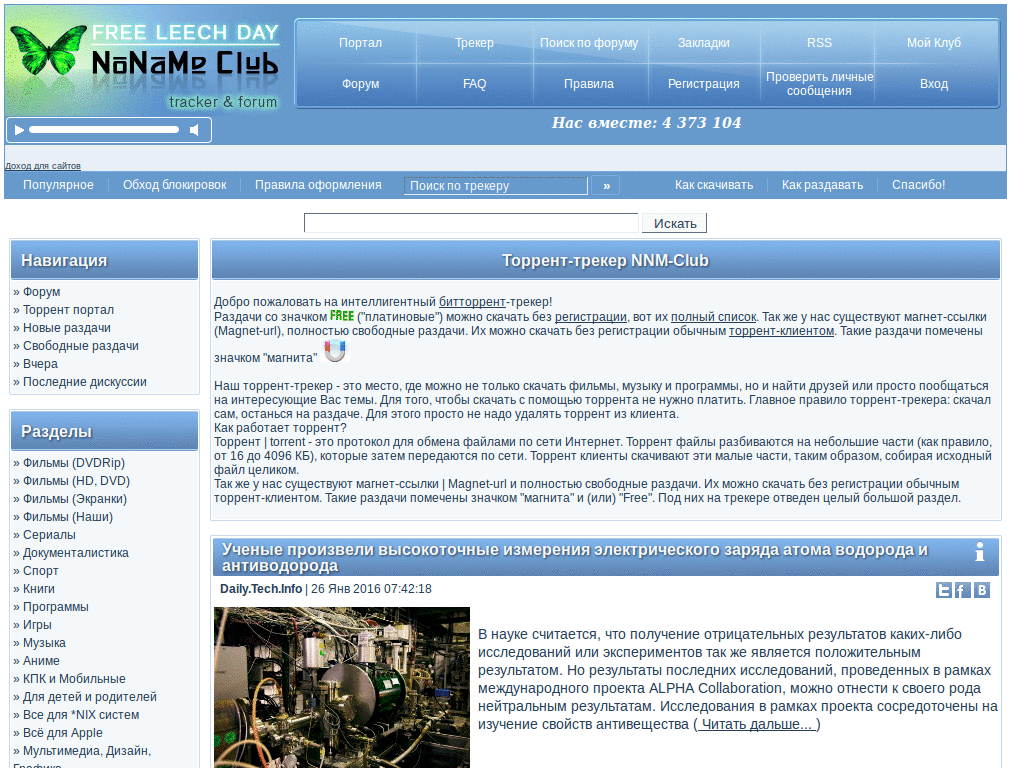 FREE LEECH DAY
NoNaMe Club
tracker & forum
Портал Трекер Поиск по форуму Закладки RSS Мой Клуб
Форум FAQ Правила Регистрация Проверить личные сообщения Вход
Нас вместе: 4 373 104
Доход для сайтов
Популярное Обход блокировок Правила оформления Поиск по трекеру » Как скачивать Как раздавать Спасибо!
Искать
Навигация
» Форум
» Торрент портал
» Новые раздачи
» Свободные раздачи
» Вчера
» Последние дискуссии
Разделы
» Фильмы (DVDRip)
» Фильмы (HD, DVD)
» Фильмы (Экранки)
» Фильмы (Наши)
» Сериалы
» Документалистика
» Спорт
» Книги
» Программы
» Игры
» Музыка
» Аниме
» КПК и Мобильные
» Для детей и родителей
» Все для *NIX систем
» Всё для Apple
» Мультимедиа, Дизайн,
Графика
Торрент-трекер NNM-Club
Добро пожаловать на интеллигентный битторрент-трекер!
Раздачи со значком FREE ("платиновые") можно скачать без регистрации, вот их полный список. Так же у нас существуют магнет-ссылки
(Magnet-url), полностью свободные раздачи. Их можно скачать без регистрации обычным торрент-клиентом. Такие раздачи помечены
значком "магнита"
Наш торрент-трекер - это место, где можно не только скачать фильмы, музыку и программы, но и найти друзей или просто пообщаться
на интересующие Вас темы. Для того, чтобы скачать с помощью торрента не нужно платить. Главное правило торрент-трекера: скачал
сам, останься на раздаче. Для этого просто не надо удалять торрент из клиента.
Как работает торрент?
Торрент | torrent - это протокол для обмена файлами по сети Интернет. Торрент файлы разбиваются на небольшие части (как правило,
от 16 до 4096 КБ), которые затем передаются по сети. Торрент клиенты скачивают эти малые части, таким образом, собирая исходный
файл целиком.
Так же у нас существуют магнет-ссылки | Magnet-url и полностью свободные раздачи. Их можно скачать без регистрации обычным
торрент-клиентом. Такие раздачи помечены значком "магнита" и (или) "Free". Под них на трекере отведен целый большой раздел.
Ученые произвели высокоточные измерения электрического заряда атома водорода и
антиводорода
Daily.Tech.Info | 26 Янв 2016 07:42:18
В науке считается, что получение отрицательных результатов каких-либо
исследований или экспериментов так же является положительным
результатом. Но результаты последних исследований, проведенных в рамках
международного проекта ALPHA Collaboration, можно отнести к своего рода
нейтральным результатам. Исследования в рамках проекта сосредоточены на
изучение свойств антивещества ( Читать дальше... )